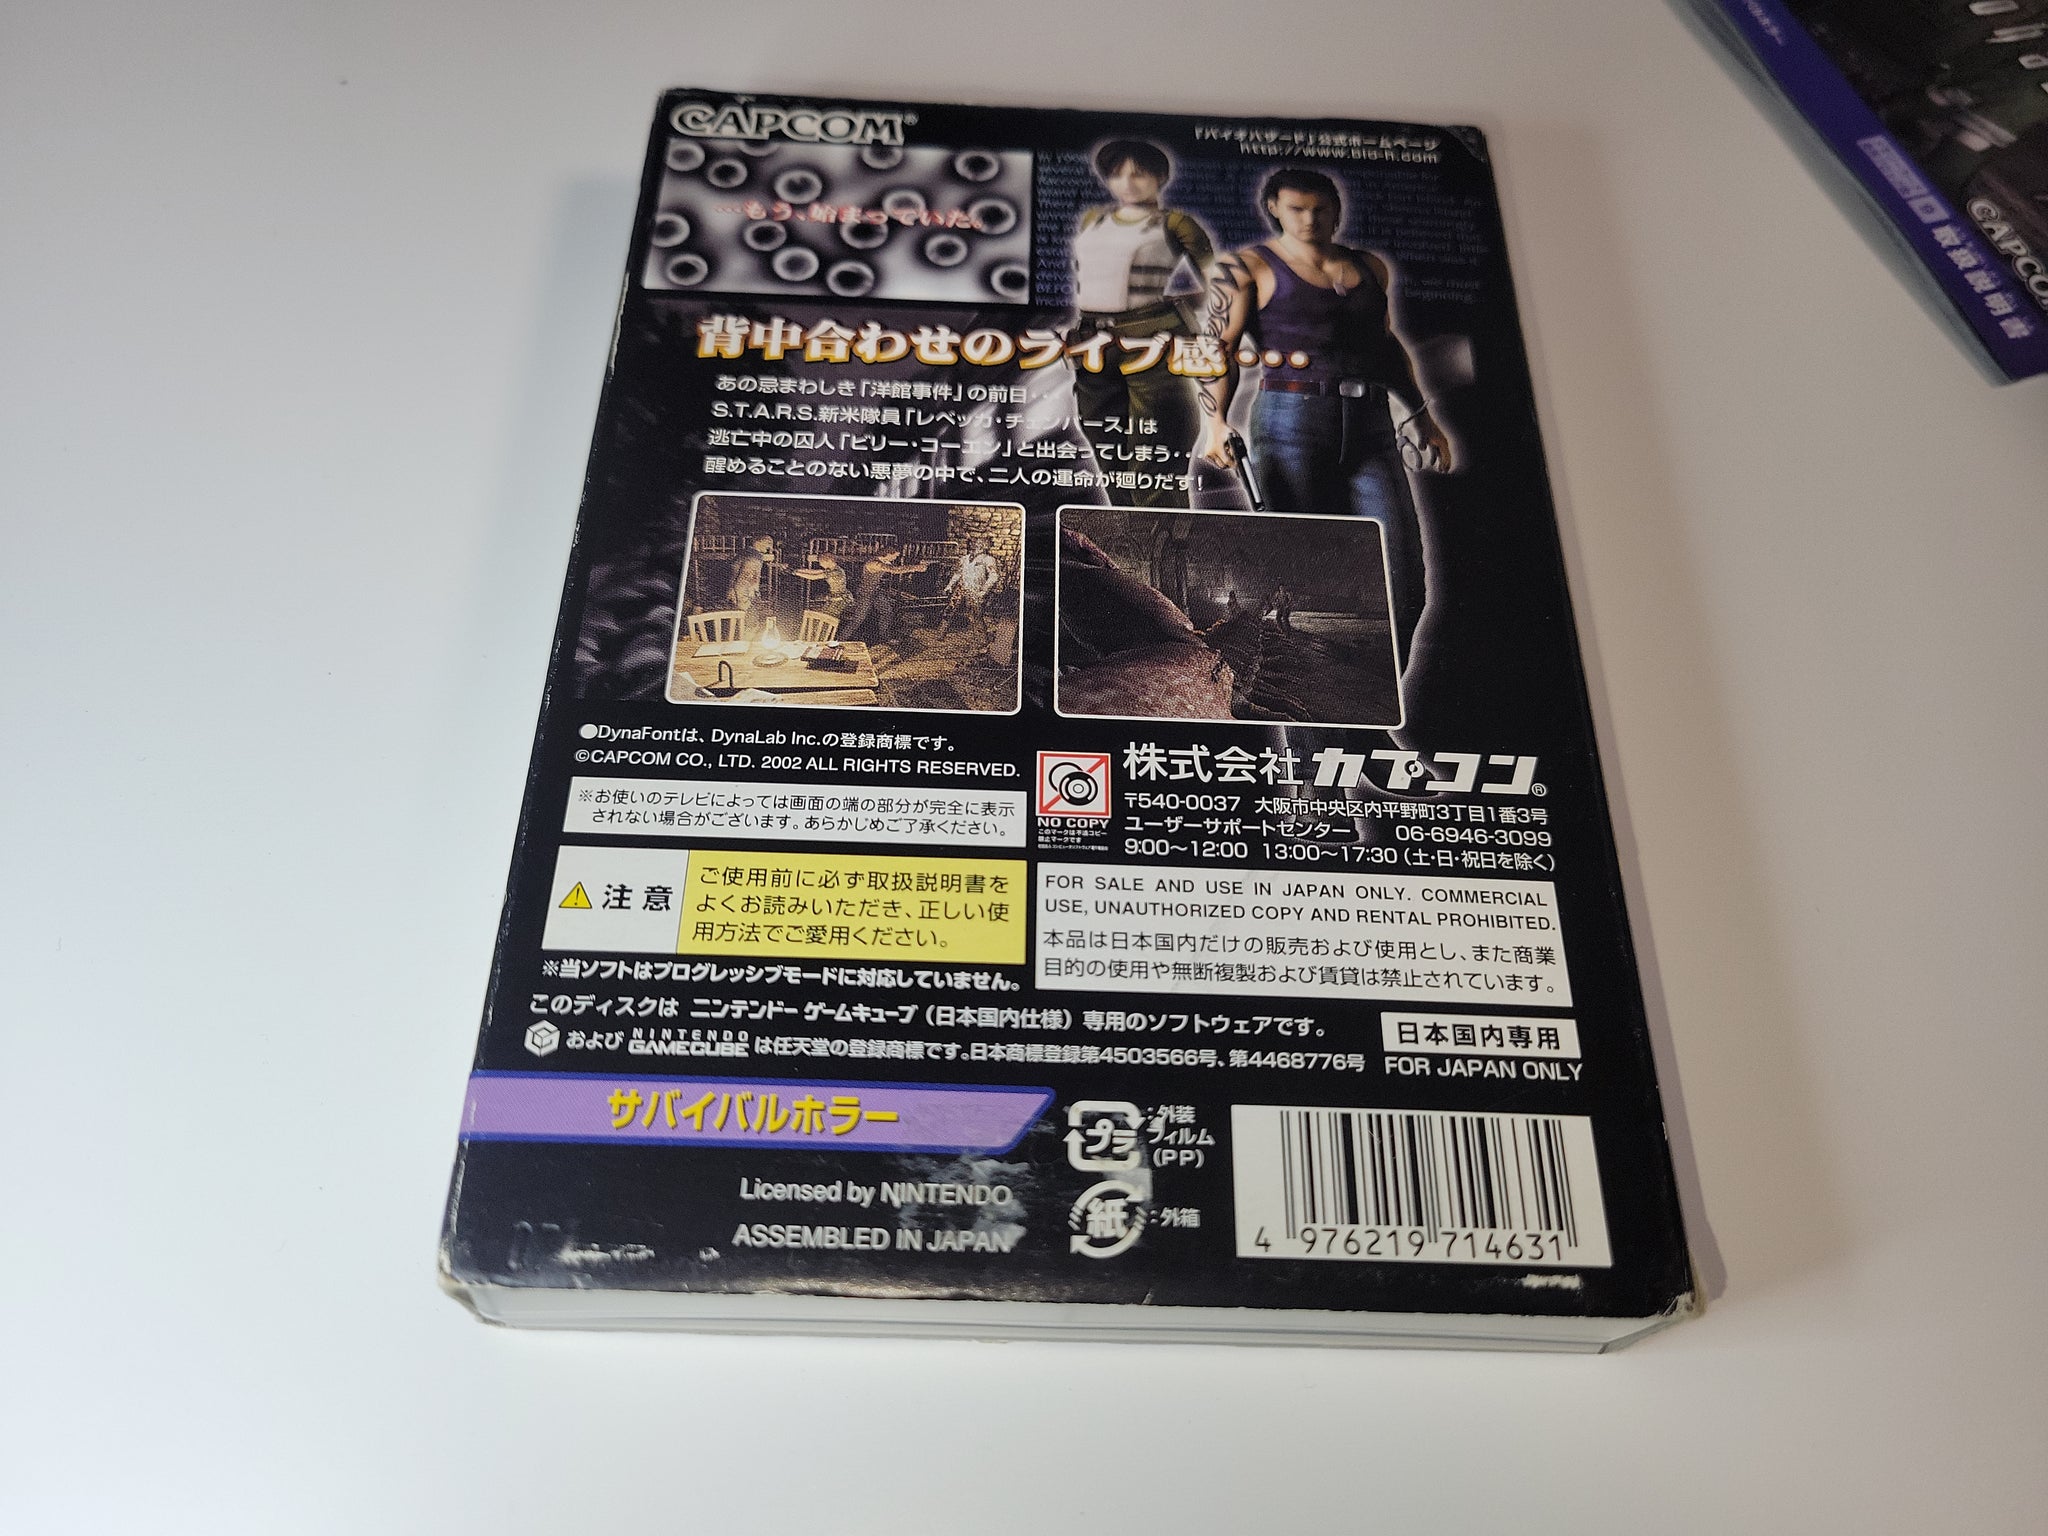 CAPCOM®
「バイオハザード」公式ホームページ
http://www.bio-h.com
…もう、始まっていた。
背中合わせのライブ感・・・
あの忌まわしき「洋館事件」の前日・・・
S.T.A.R.S.新米隊員「レベッカ・チェンバース」は
逃亡中の囚人「ビリー・コーエン」と出会ってしまう・・・
醒めることのない悪夢の中で、二人の運命が廻りだす!
●DynaFontは、DynaLab Inc.の登録商標です。
©CAPCOM CO., LTD. 2002 ALL RIGHTS RESERVED.
※お使いのテレビによっては画面の端の部分が完全に表示
されない場合がございます。あらかじめご了承ください。
注意
ご使用前に必ず取扱説明書を
よくお読みいただき、正しい使
用方法でご愛用ください。
NO COPY
このマークは不法コピー
禁止マークです
株式会社カプコン®
〒540-0037 大阪市中央区内平野町3丁目1番3号
ユーザーサポートセンター 06-6946-3099
9:00～12:00 13:00～17:30(土・日・祝日を除く)
FOR SALE AND USE IN JAPAN ONLY. COMMERCIAL
USE, UNAUTHORIZED COPY AND RENTAL PROHIBITED.
本品は日本国内だけの販売および使用とし、また商業
目的の使用や無断複製および賃貸は禁止されています。
※当ソフトはプログレッシブモードに対応していません。
このディスクは ニンテンドー ゲームキューブ(日本国内仕様)専用のソフトウェアです。
および NINTENDO GAMECUBE は任天堂の登録商標です。日本商標登録第4503566号、第4468776号
日本国内専用
FOR JAPAN ONLY
サバイバルホラー
プラ :外装
フィルム
(PP)
紙 :外箱
Licensed by NINTENDO
ASSEMBLED IN JAPAN
4 976219 714631
取扱説明書
CAPCOM